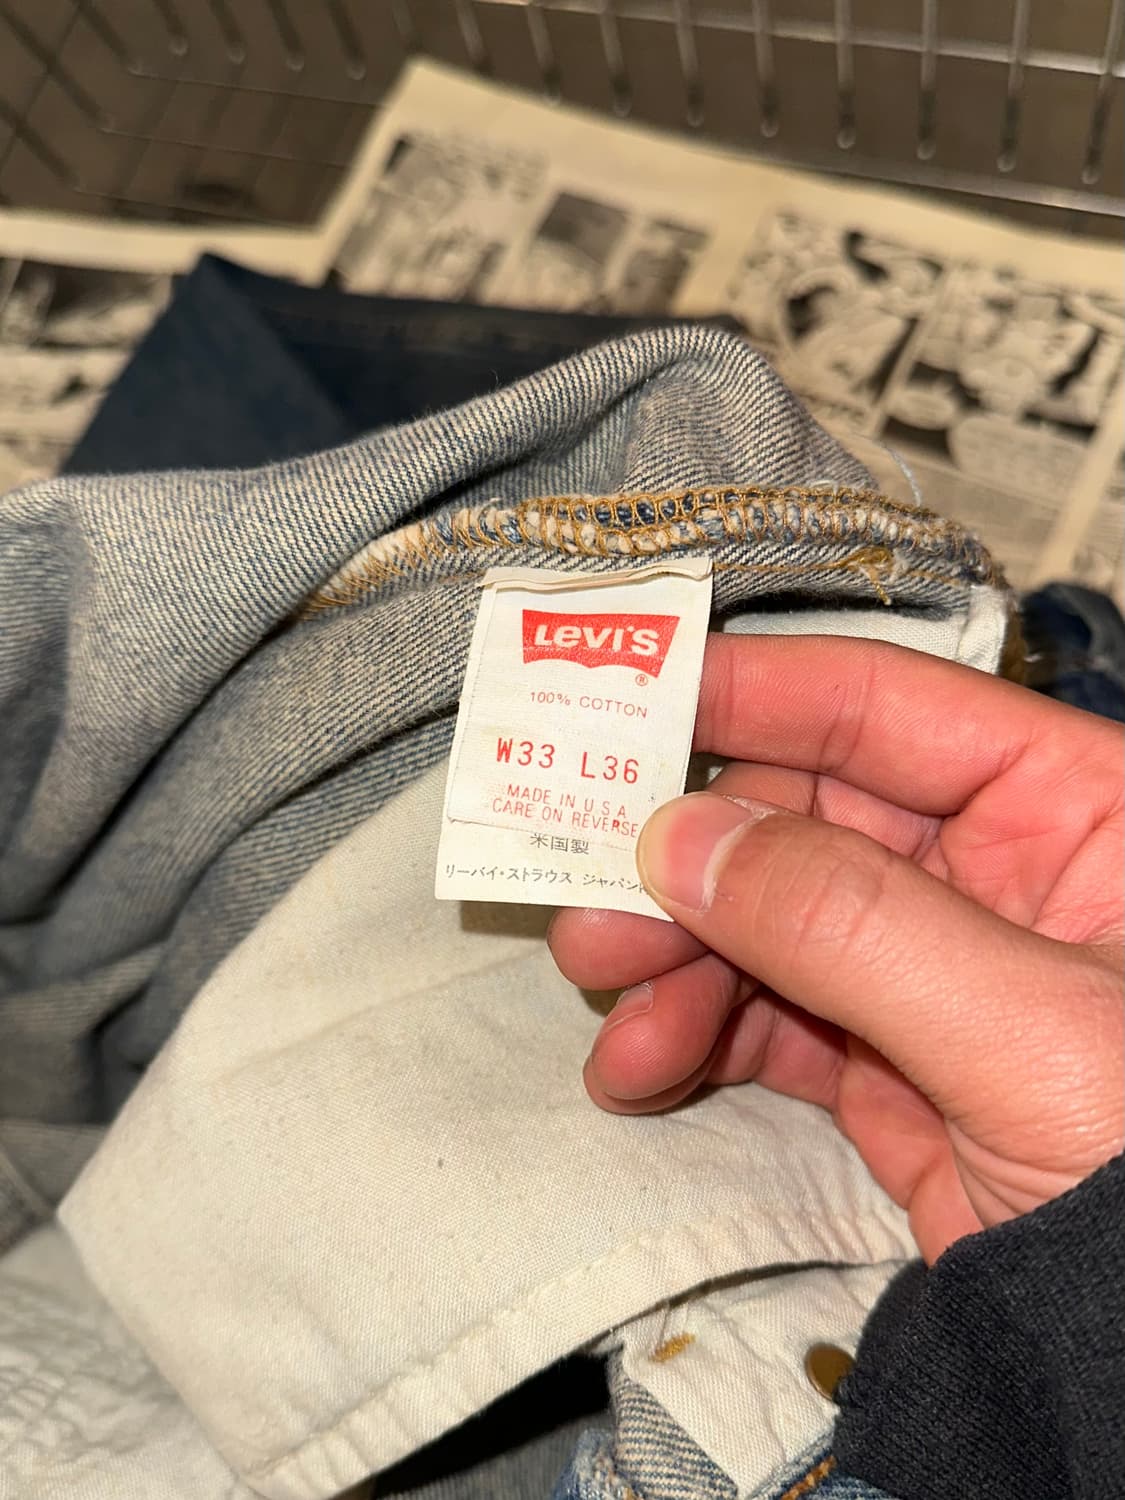 Levi's
®
100% COTTON
W33 L36
MADE IN U S A
CARE ON REVERSE
米国製
リーバイ・ストラウス ジャパン